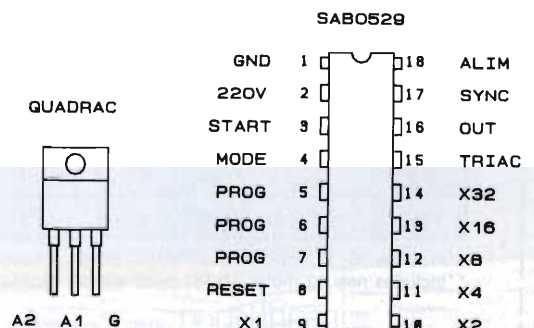 SAB0529
GND 1 18 ALIM
220V 2 17 SYNC
QUADRAC
START 3 16 OUT
MODE 4 15 TRIAC
PROG 5 14 X32
PROG 6 13 X16
PROG 7 12 X8
RESET 8 11 X4
A2 A1 G
X1 9 10 X2